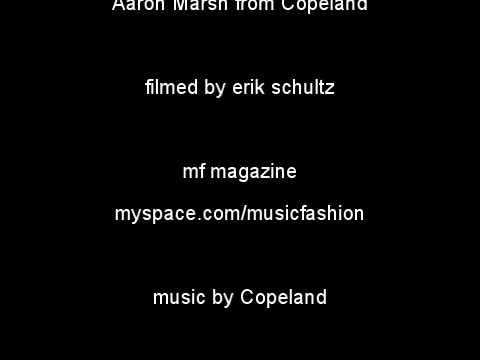 Aaron Marsh from Copeland
filmed by erik schultz
mf magazine
myspace.com/musicfashion
music by Copeland